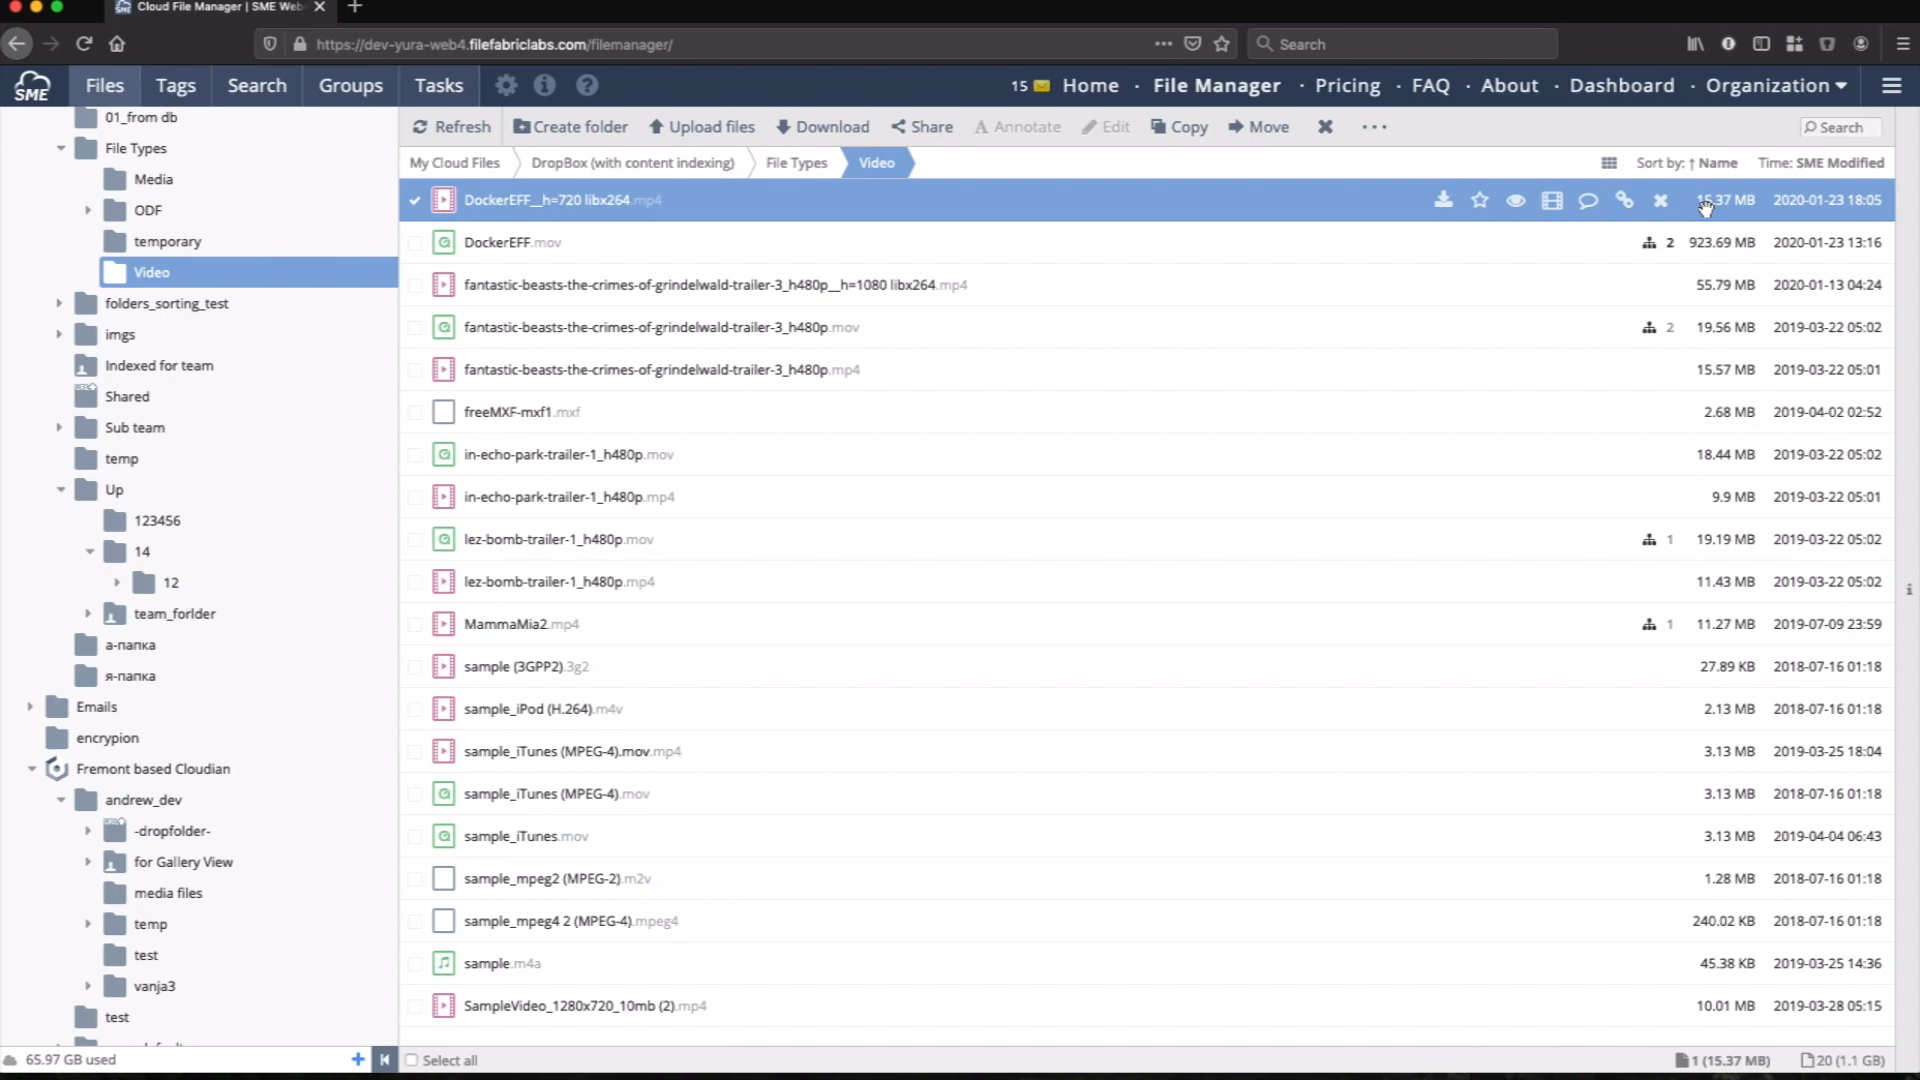 Cloud File Manager | SME Web
https://dev-yura-web4.filefabriclabs.com/filemanager/
Search
SME Files Tags Search Groups Tasks 15 Home · File Manager · Pricing · FAQ · About · Dashboard · Organization
01_from db
File Types
Media
ODF
temporary
Video
folders_sorting_test
imgs
Indexed for team
Shared
Sub team
temp
Up
123456
14
12
team_forlder
а-папка
я-папка
Emails
encrypion
Fremont based Cloudian
andrew_dev
-dropfolder-
for Gallery View
media files
temp
test
vanja3
test
65.97 GB used
Refresh Create folder Upload files Download Share Annotate Edit Copy Move Search
My Cloud Files DropBox (with content indexing) File Types Video Sort by: ↑ Name Time: SME Modified
DockerEFF__h=720 libx264.mp4 15.37 MB 2020-01-23 18:05
DockerEFF.mov 2 923.69 MB 2020-01-23 13:16
fantastic-beasts-the-crimes-of-grindelwald-trailer-3_h480p__h=1080 libx264.mp4 55.79 MB 2020-01-13 04:24
fantastic-beasts-the-crimes-of-grindelwald-trailer-3_h480p.mov 2 19.56 MB 2019-03-22 05:02
fantastic-beasts-the-crimes-of-grindelwald-trailer-3_h480p.mp4 15.57 MB 2019-03-22 05:01
freeMXF-mxf1.mxf 2.68 MB 2019-04-02 02:52
in-echo-park-trailer-1_h480p.mov 18.44 MB 2019-03-22 05:02
in-echo-park-trailer-1_h480p.mp4 9.9 MB 2019-03-22 05:01
lez-bomb-trailer-1_h480p.mov 1 19.19 MB 2019-03-22 05:02
lez-bomb-trailer-1_h480p.mp4 11.43 MB 2019-03-22 05:02
MammaMia2.mp4 1 11.27 MB 2019-07-09 23:59
sample (3GPP2).3g2 27.89 KB 2018-07-16 01:18
sample_iPod (H.264).m4v 2.13 MB 2018-07-16 01:18
sample_iTunes (MPEG-4).mov.mp4 3.13 MB 2019-03-25 18:04
sample_iTunes (MPEG-4).mov 3.13 MB 2018-07-16 01:18
sample_iTunes.mov 3.13 MB 2019-04-04 06:43
sample_mpeg2 (MPEG-2).m2v 1.28 MB 2018-07-16 01:18
sample_mpeg4 2 (MPEG-4).mpeg4 240.02 KB 2018-07-16 01:18
sample.m4a 45.38 KB 2019-03-25 14:36
SampleVideo_1280x720_10mb (2).mp4 10.01 MB 2019-03-28 05:15
Select all 1 (15.37 MB) 20 (1.1 GB)